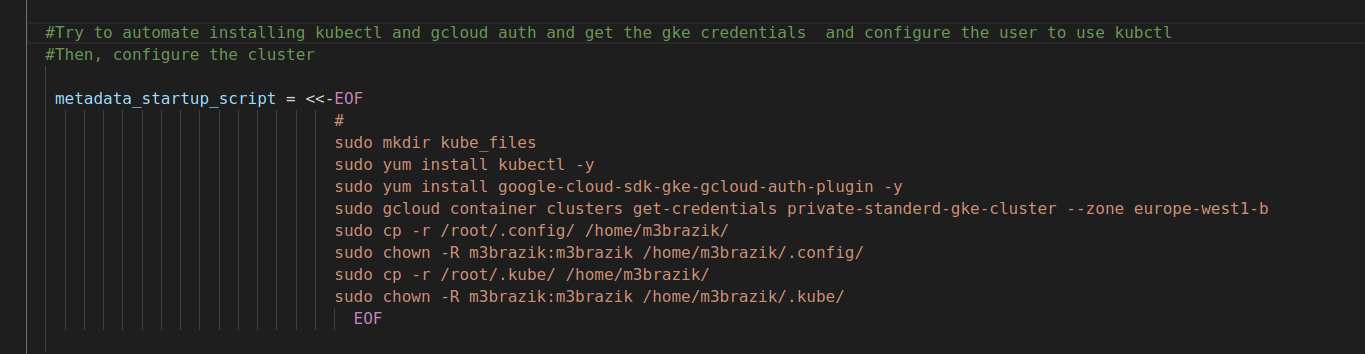 #Try to automate installing kubectl and gcloud auth and get the gke credentials  and configure the user to use kubctl
#Then, configure the cluster
metadata_startup_script = <<-EOF
#
sudo mkdir kube_files
sudo yum install kubectl -y
sudo yum install google-cloud-sdk-gke-gcloud-auth-plugin -y
sudo gcloud container clusters get-credentials private-standerd-gke-cluster --zone europe-west1-b
sudo cp -r /root/.config/ /home/m3brazik/
sudo chown -R m3brazik:m3brazik /home/m3brazik/.config/
sudo cp -r /root/.kube/ /home/m3brazik/
sudo chown -R m3brazik:m3brazik /home/m3brazik/.kube/
EOF